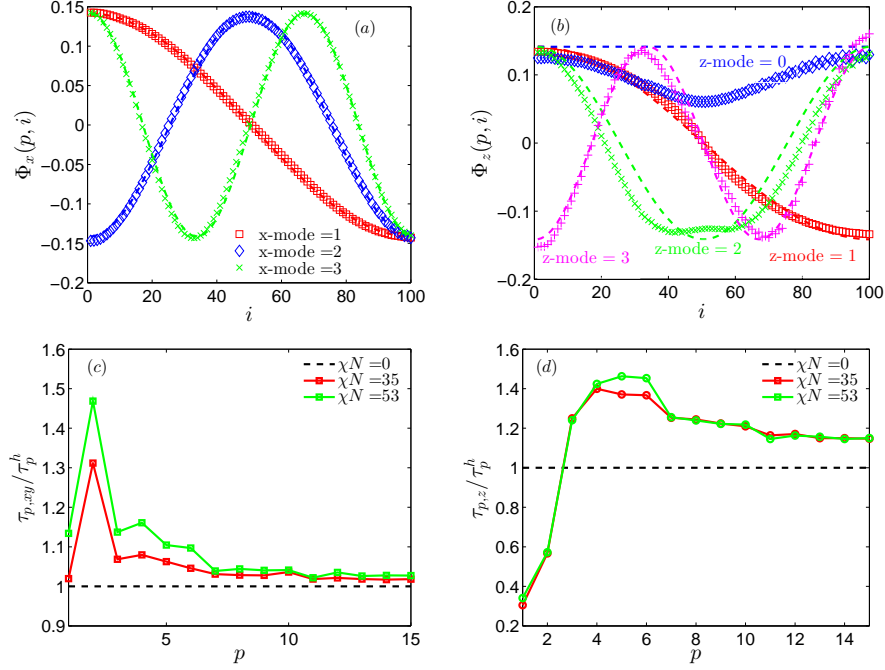 (a)
0.15
0.1
0.05
0
−0.05
−0.1
−0.15
−0.2
Φx(p, i)
x-mode =1
x-mode =2
x-mode =3
0 20 40 60 80 100
i
(b)
0.2
0.1
0
−0.1
−0.2
Φz(p, i)
z-mode = 0
z-mode = 3
z-mode = 2
z-mode = 1
0 20 40 60 80 100
i
(c)
1.6
1.5
1.4
1.3
1.2
1.1
1
0.9
τp,xy/τp^h
χN =0
χN =35
χN =53
5 10 15
p
(d)
1.6
1.4
1.2
1
0.8
0.6
0.4
0.2
τp,z/τp^h
χN =0
χN =35
χN =53
2 4 6 8 10 12 14
p